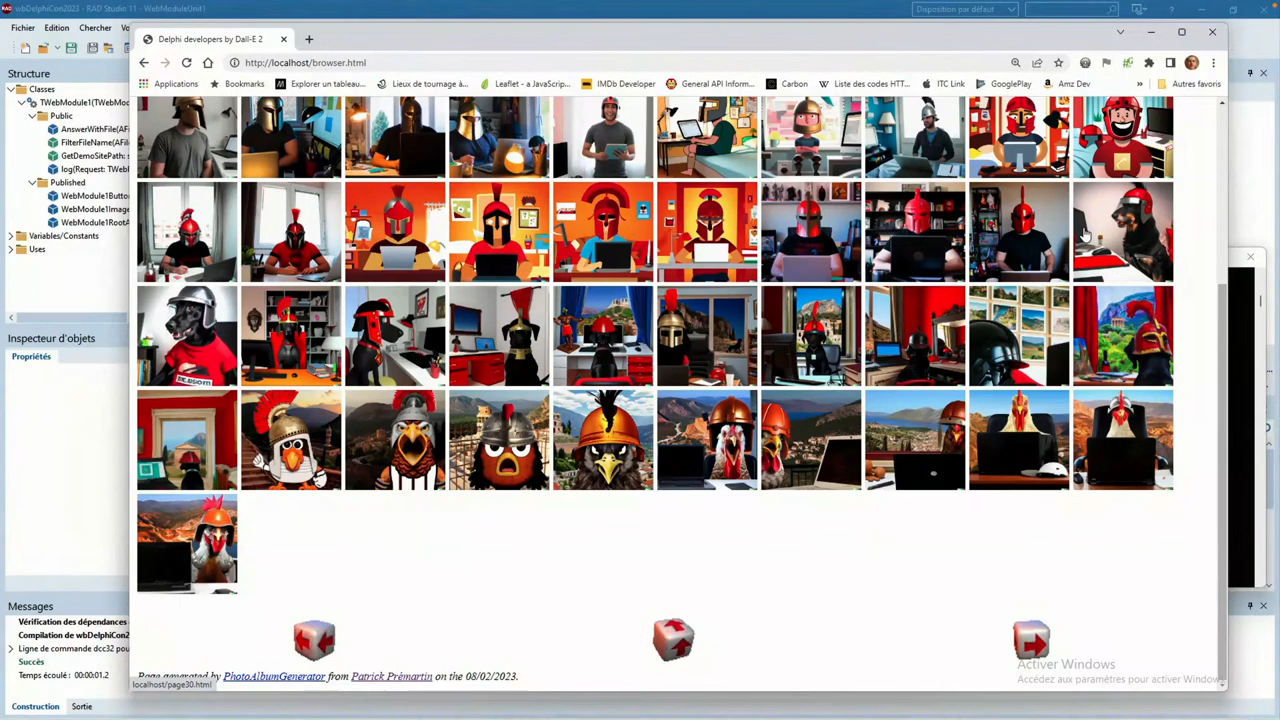 wbDelphiCon2023 - RAD Studio 11 - WebModuleUnit1
Disposition par défaut
Fichier Edition Chercher
Structure
Classes
TWebModule1(TWebMod
Public
AnswerWithFile(AFi
FilterFileName(AFile
GetDemoSitePath: s
log(Request: TWeb
Published
WebModule1Butto
WebModule1Image
WebModule1RootA
Variables/Constants
Uses
Inspecteur d'objets
Propriétés
Messages
Vérification des dépendances
Compilation de wbDelphiCon2
Ligne de commande dcc32 pou
Succès
Temps écoulé : 00:00:01.2
Construction Sortie
Delphi developers by Dall-E 2
http://localhost/browser.html
Applications Bookmarks Explorer un tableau... Lieux de tournage à... Leaflet - a JavaScrip... IMDb Developer General API Inform... Carbon Liste des codes HTT... ITC Link GooglePlay Amz Dev » Autres favoris
Page generated by PhotoAlbumGenerator from Patrick Prémartin on the 08/02/2023.
localhost/page30.html
Activer Windows
Accédez aux paramètres pour activer Windows.